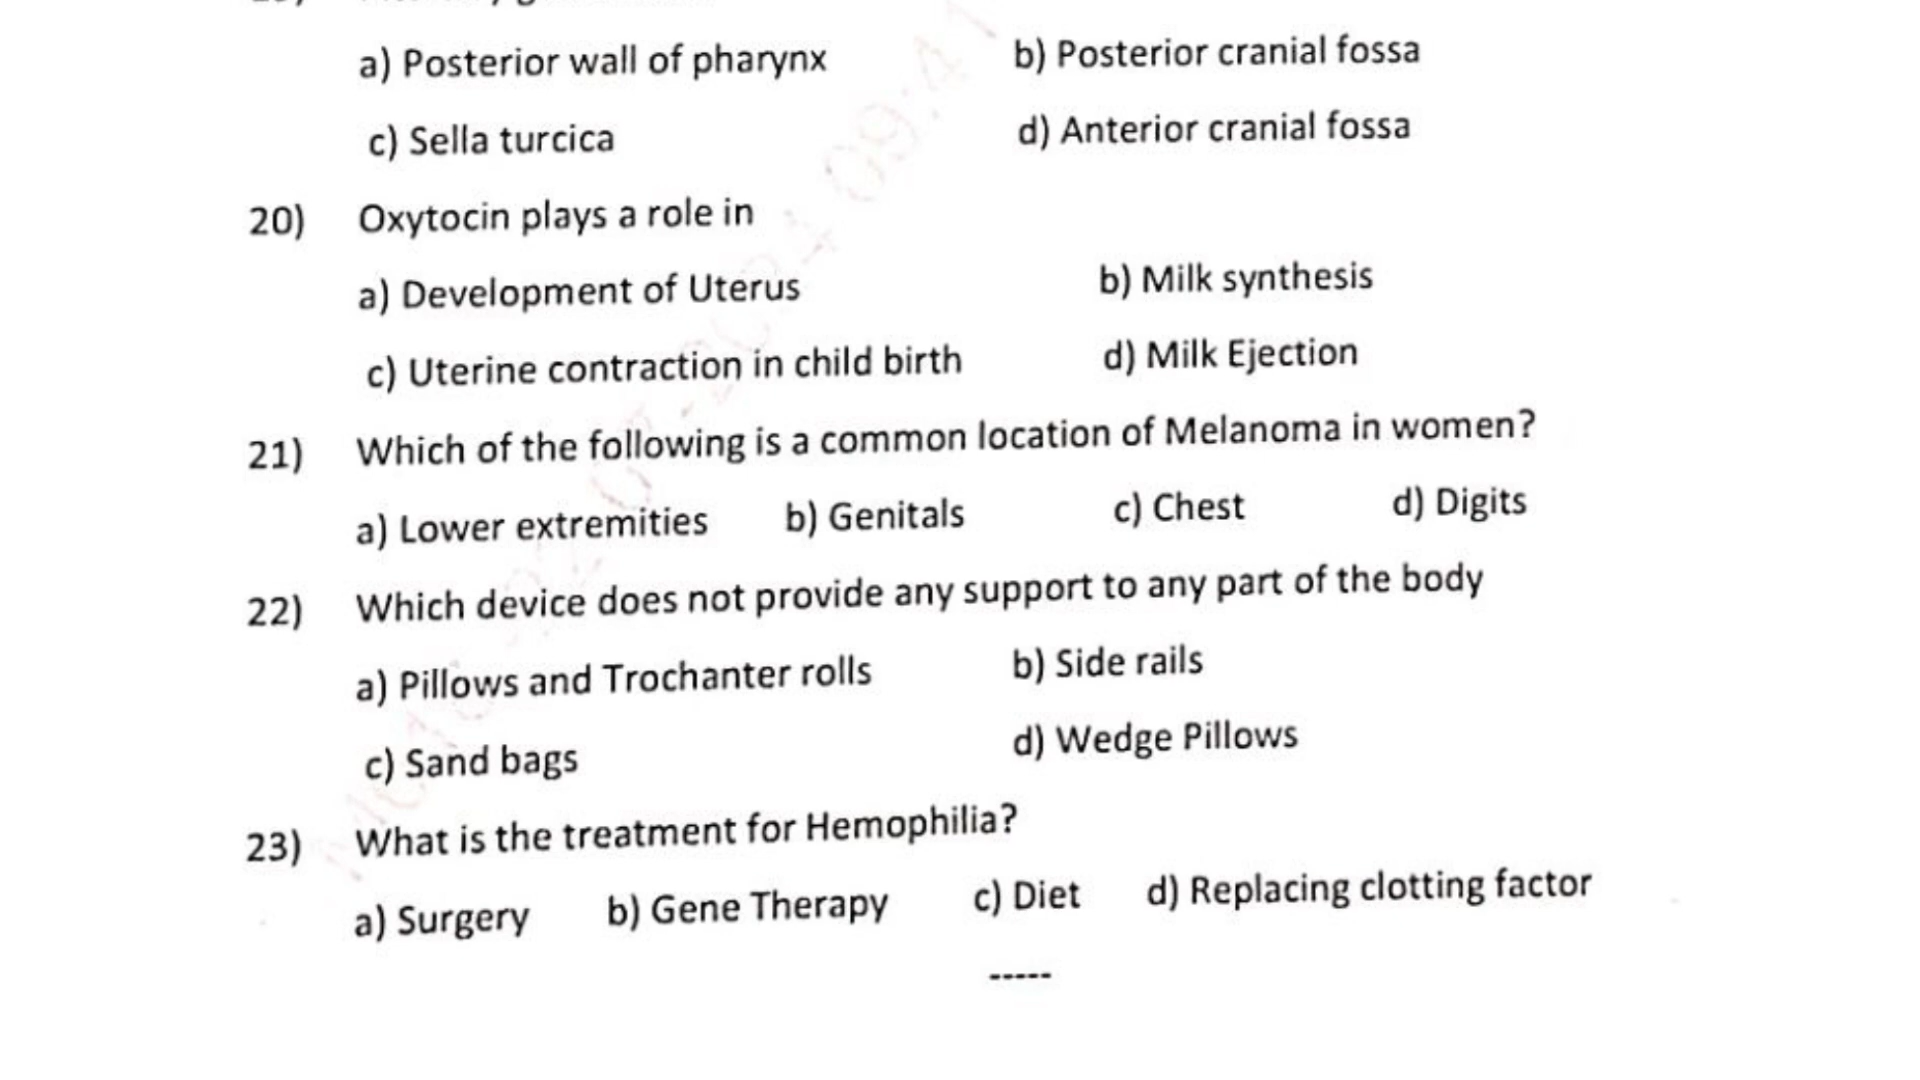 a) Posterior wall of pharynx b) Posterior cranial fossa
c) Sella turcica d) Anterior cranial fossa
20) Oxytocin plays a role in
a) Development of Uterus b) Milk synthesis
c) Uterine contraction in child birth d) Milk Ejection
21) Which of the following is a common location of Melanoma in women?
a) Lower extremities b) Genitals c) Chest d) Digits
22) Which device does not provide any support to any part of the body
a) Pillows and Trochanter rolls b) Side rails
c) Sand bags d) Wedge Pillows
23) What is the treatment for Hemophilia?
a) Surgery b) Gene Therapy c) Diet d) Replacing clotting factor
-----